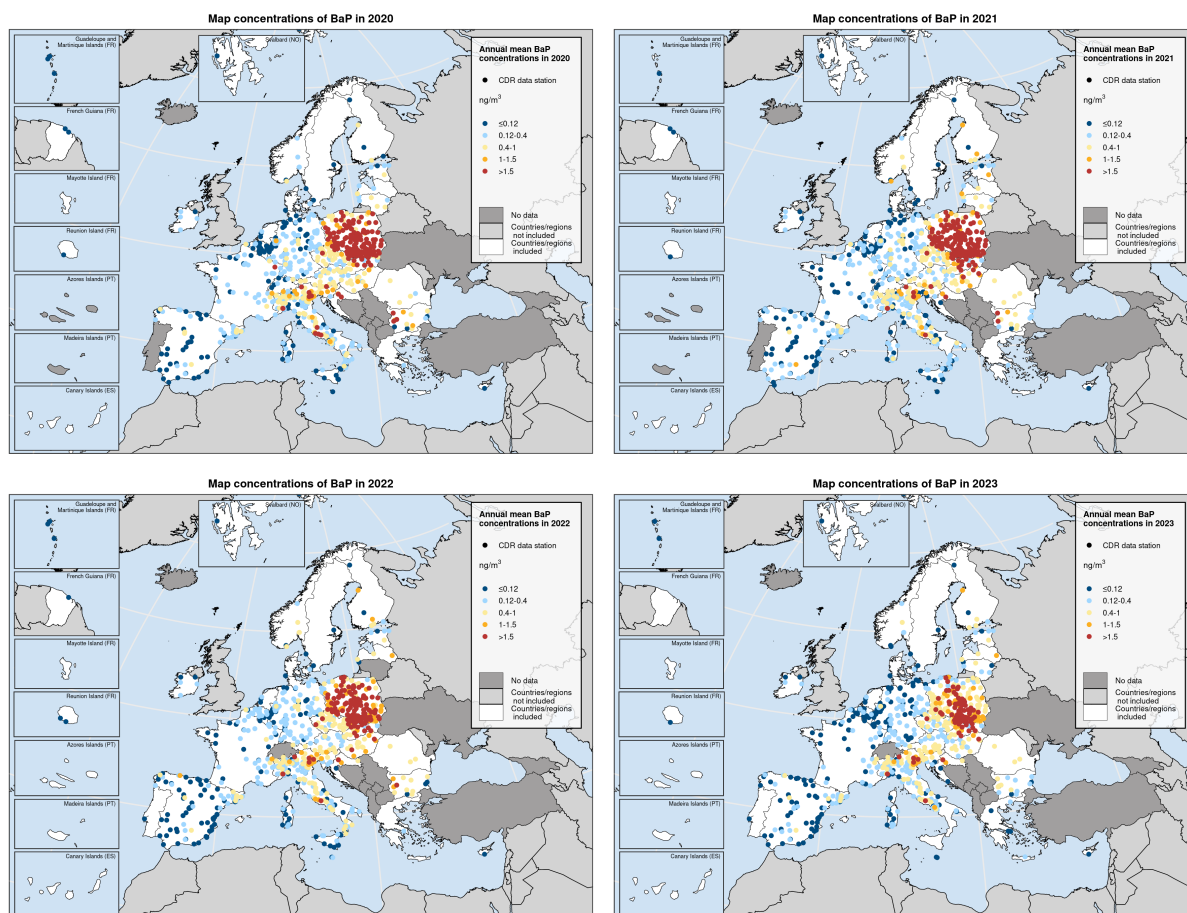 Map concentrations of BaP in 2020
Guadeloupe and
Martinique Islands (FR)
Svalbard (NO)
French Guiana (FR)
Mayotte Island (FR)
Reunion Island (FR)
Azores Islands (PT)
Madeira Islands (PT)
Canary Islands (ES)
Annual mean BaP
concentrations in 2020
CDR data station
ng/m³
≤0.12
0.12-0.4
0.4-1
1-1.5
>1.5
No data
Countries/regions
not included
Countries/regions
included
Map concentrations of BaP in 2021
Guadeloupe and
Martinique Islands (FR)
Svalbard (NO)
French Guiana (FR)
Mayotte Island (FR)
Reunion Island (FR)
Azores Islands (PT)
Madeira Islands (PT)
Canary Islands (ES)
Annual mean BaP
concentrations in 2021
CDR data station
ng/m³
≤0.12
0.12-0.4
0.4-1
1-1.5
>1.5
No data
Countries/regions
not included
Countries/regions
included
Map concentrations of BaP in 2022
Guadeloupe and
Martinique Islands (FR)
Svalbard (NO)
French Guiana (FR)
Mayotte Island (FR)
Reunion Island (FR)
Azores Islands (PT)
Madeira Islands (PT)
Canary Islands (ES)
Annual mean BaP
concentrations in 2022
CDR data station
ng/m³
≤0.12
0.12-0.4
0.4-1
1-1.5
>1.5
No data
Countries/regions
not included
Countries/regions
included
Map concentrations of BaP in 2023
Guadeloupe and
Martinique Islands (FR)
Svalbard (NO)
French Guiana (FR)
Mayotte Island (FR)
Reunion Island (FR)
Azores Islands (PT)
Madeira Islands (PT)
Canary Islands (ES)
Annual mean BaP
concentrations in 2023
CDR data station
ng/m³
≤0.12
0.12-0.4
0.4-1
1-1.5
>1.5
No data
Countries/regions
not included
Countries/regions
included